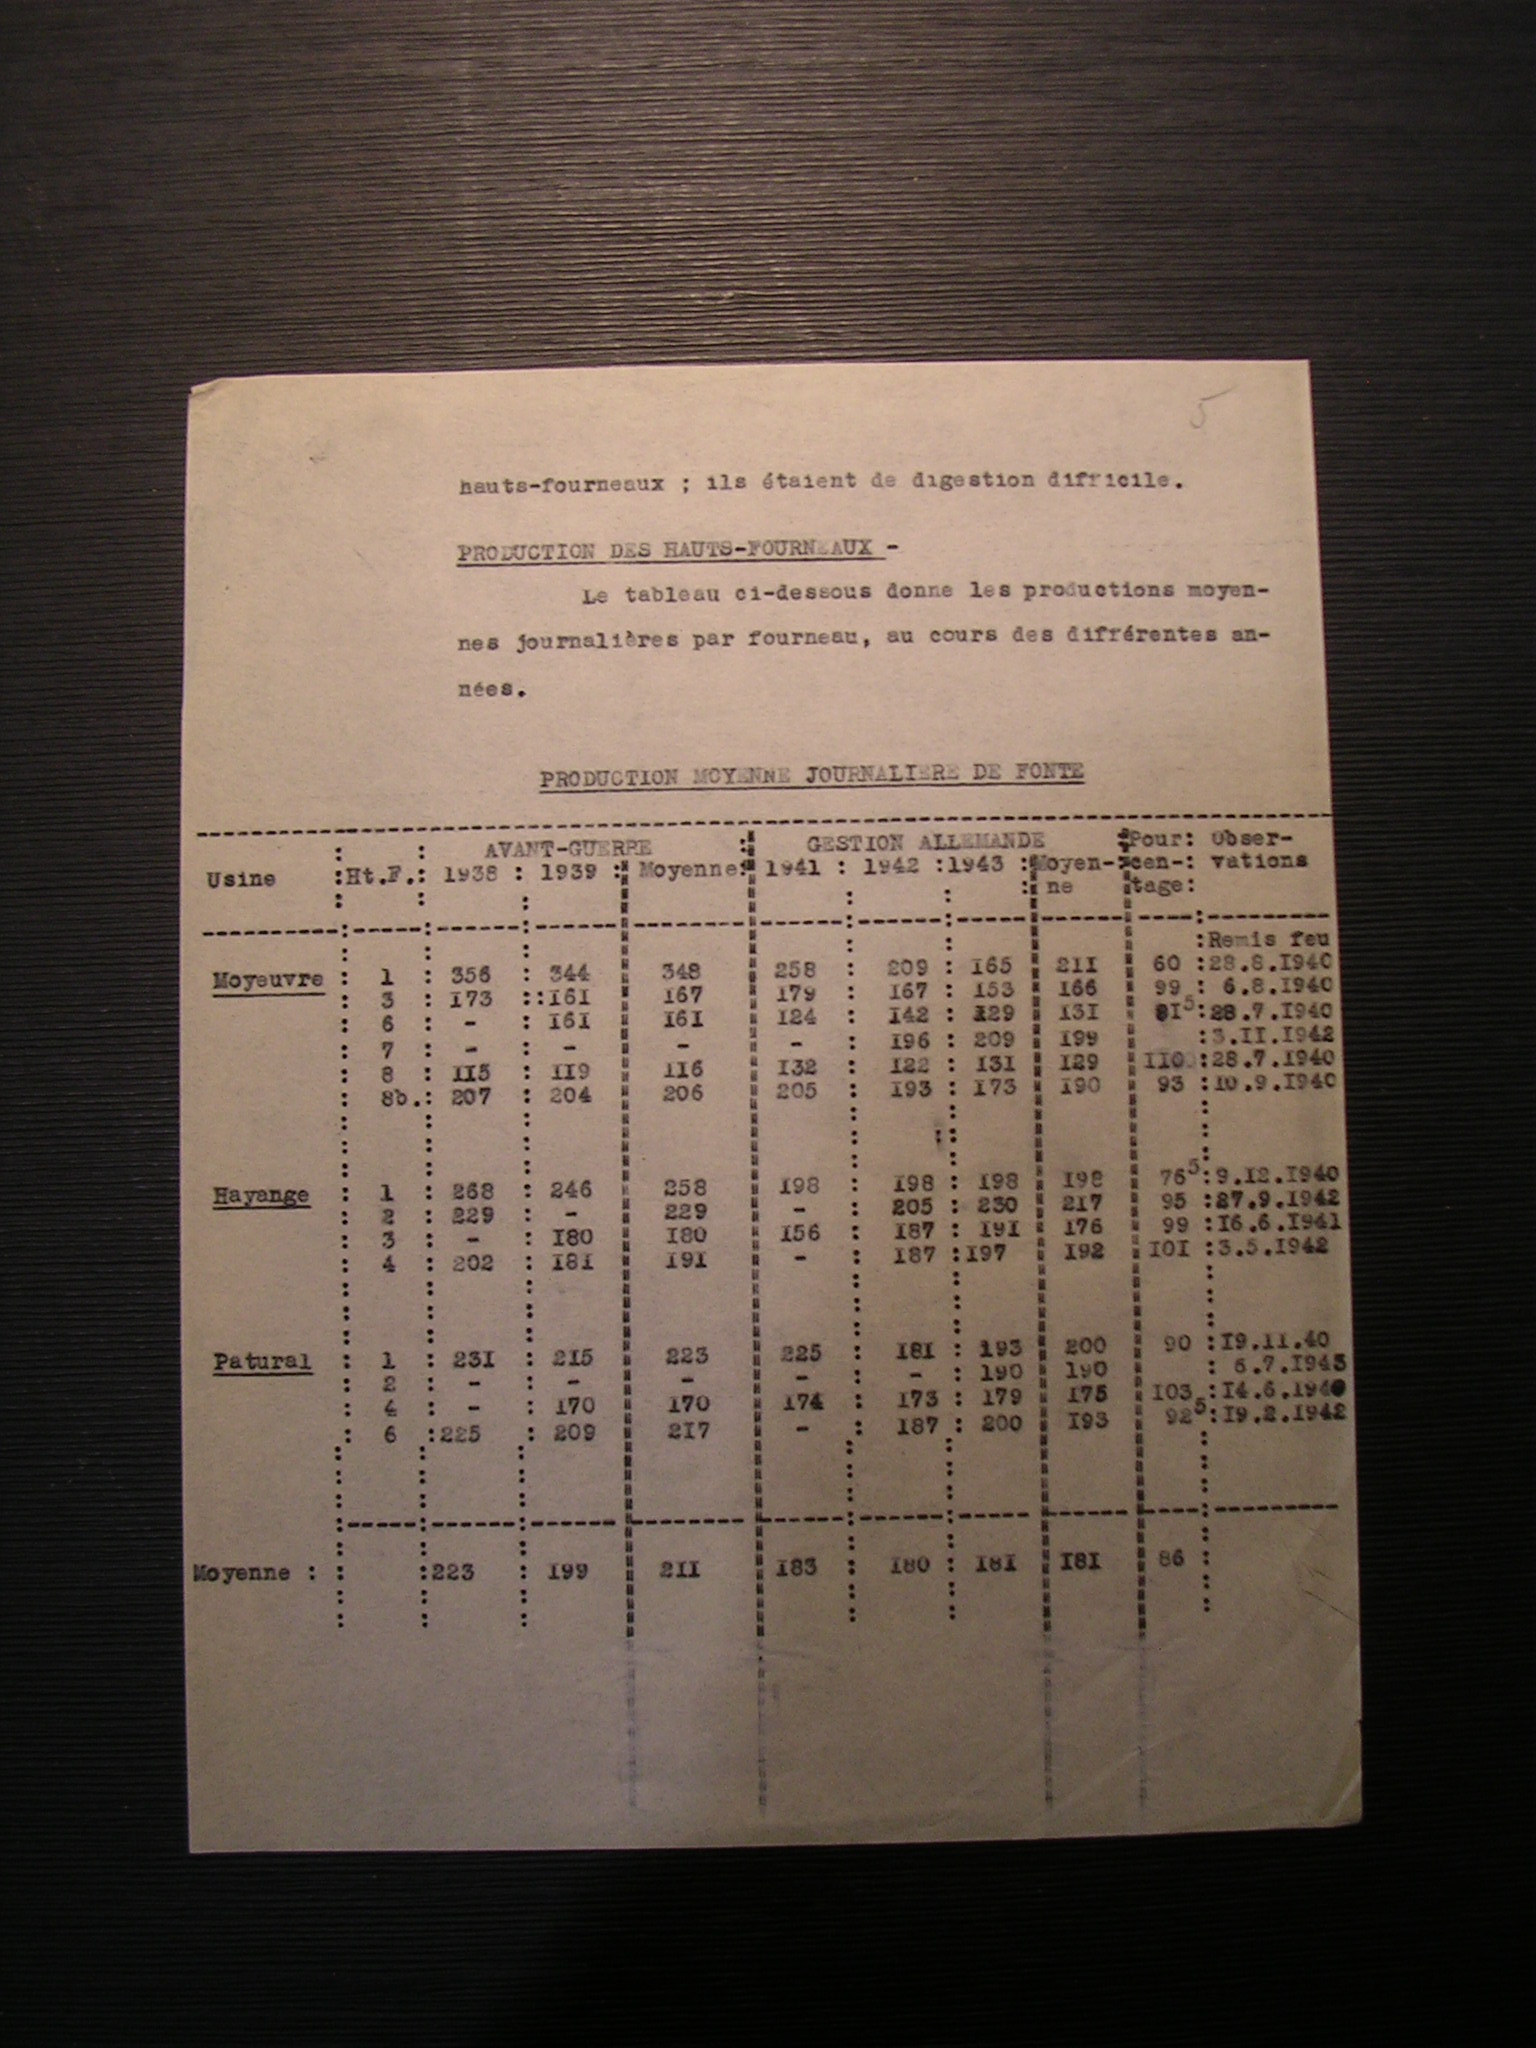 5
hauts-fourneaux ; ils étaient de digestion difficile.
PRODUCTION DES HAUTS-FOURNEAUX -
Le tableau ci-dessous donne les productions moyen-
nes journalières par fourneau, au cours des différentes an-
nées.
PRODUCTION MOYENNE JOURNALIERE DE FONTE
AVANT-GUERRE : GESTION ALLEMANDE Pour: Obser-
Usine :Ht.F.: 1938 : 1939 : Moyenne: 1941 : 1942 : 1943 : Moyen- cen-: vations
ne tage:
:Remis feu
Moyeuvre : 1 : 356 : 344 348 258 : 209 : 165 211 60 :28.8.1940
: 3 : 173 ::161 167 179 : 167 : 153 166 99 : 6.8.1940
: 6 : - : 161 161 124 : 142 : 129 131 81⁵:28.7.1940
: 7 : - : - - - : 196 : 209 199 :3.11.1942
: 8 : 115 : 119 116 132 : 122 : 131 129 110 :28.7.1940
: 8b.: 207 : 204 206 205 : 193 : 173 190 93 :10.9.1940
Hayange : 1 : 268 : 246 258 198 : 198 : 198 198 76⁵:9.12.1940
: 2 : 229 : - 229 - : 205 : 230 217 95 :27.9.1942
: 3 : - : 180 180 156 : 187 : 191 176 99 :16.6.1941
: 4 : 202 : 181 191 - : 187 :197 192 101 :3.5.1942
Patural : 1 : 231 : 215 223 225 : 181 : 193 200 90 :19.11.40
: 2 : - : - - - : - : 190 190 : 6.7.1943
: 4 : - : 170 170 174 : 173 : 179 175 103 :14.6.1940
: 6 :225 : 209 217 - : 187 : 200 193 92⁵:19.2.1942
Moyenne : :223 : 199 211 183 : 180 : 181 181 86 :